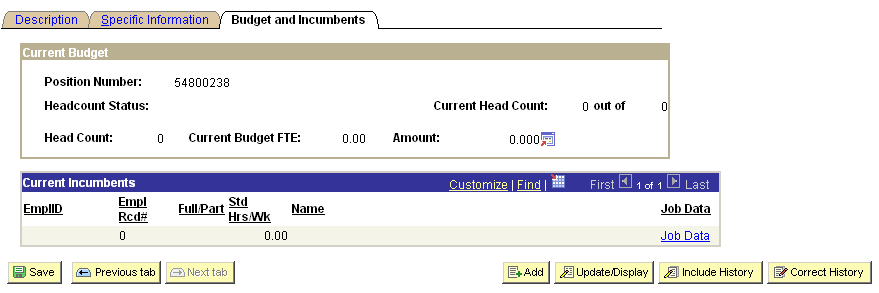 Description Specific Information Budget and Incumbents
Current Budget
Position Number: 54800238
Headcount Status: Current Head Count: 0 out of 0
Head Count: 0 Current Budget FTE: 0.00 Amount: 0.000
Current Incumbents Customize | Find | First 1 of 1 Last
EmplID Empl Rcd# Full/Part Std Hrs/Wk Name Job Data
0 0.00 Job Data
Save Previous tab Next tab Add Update/Display Include History Correct History